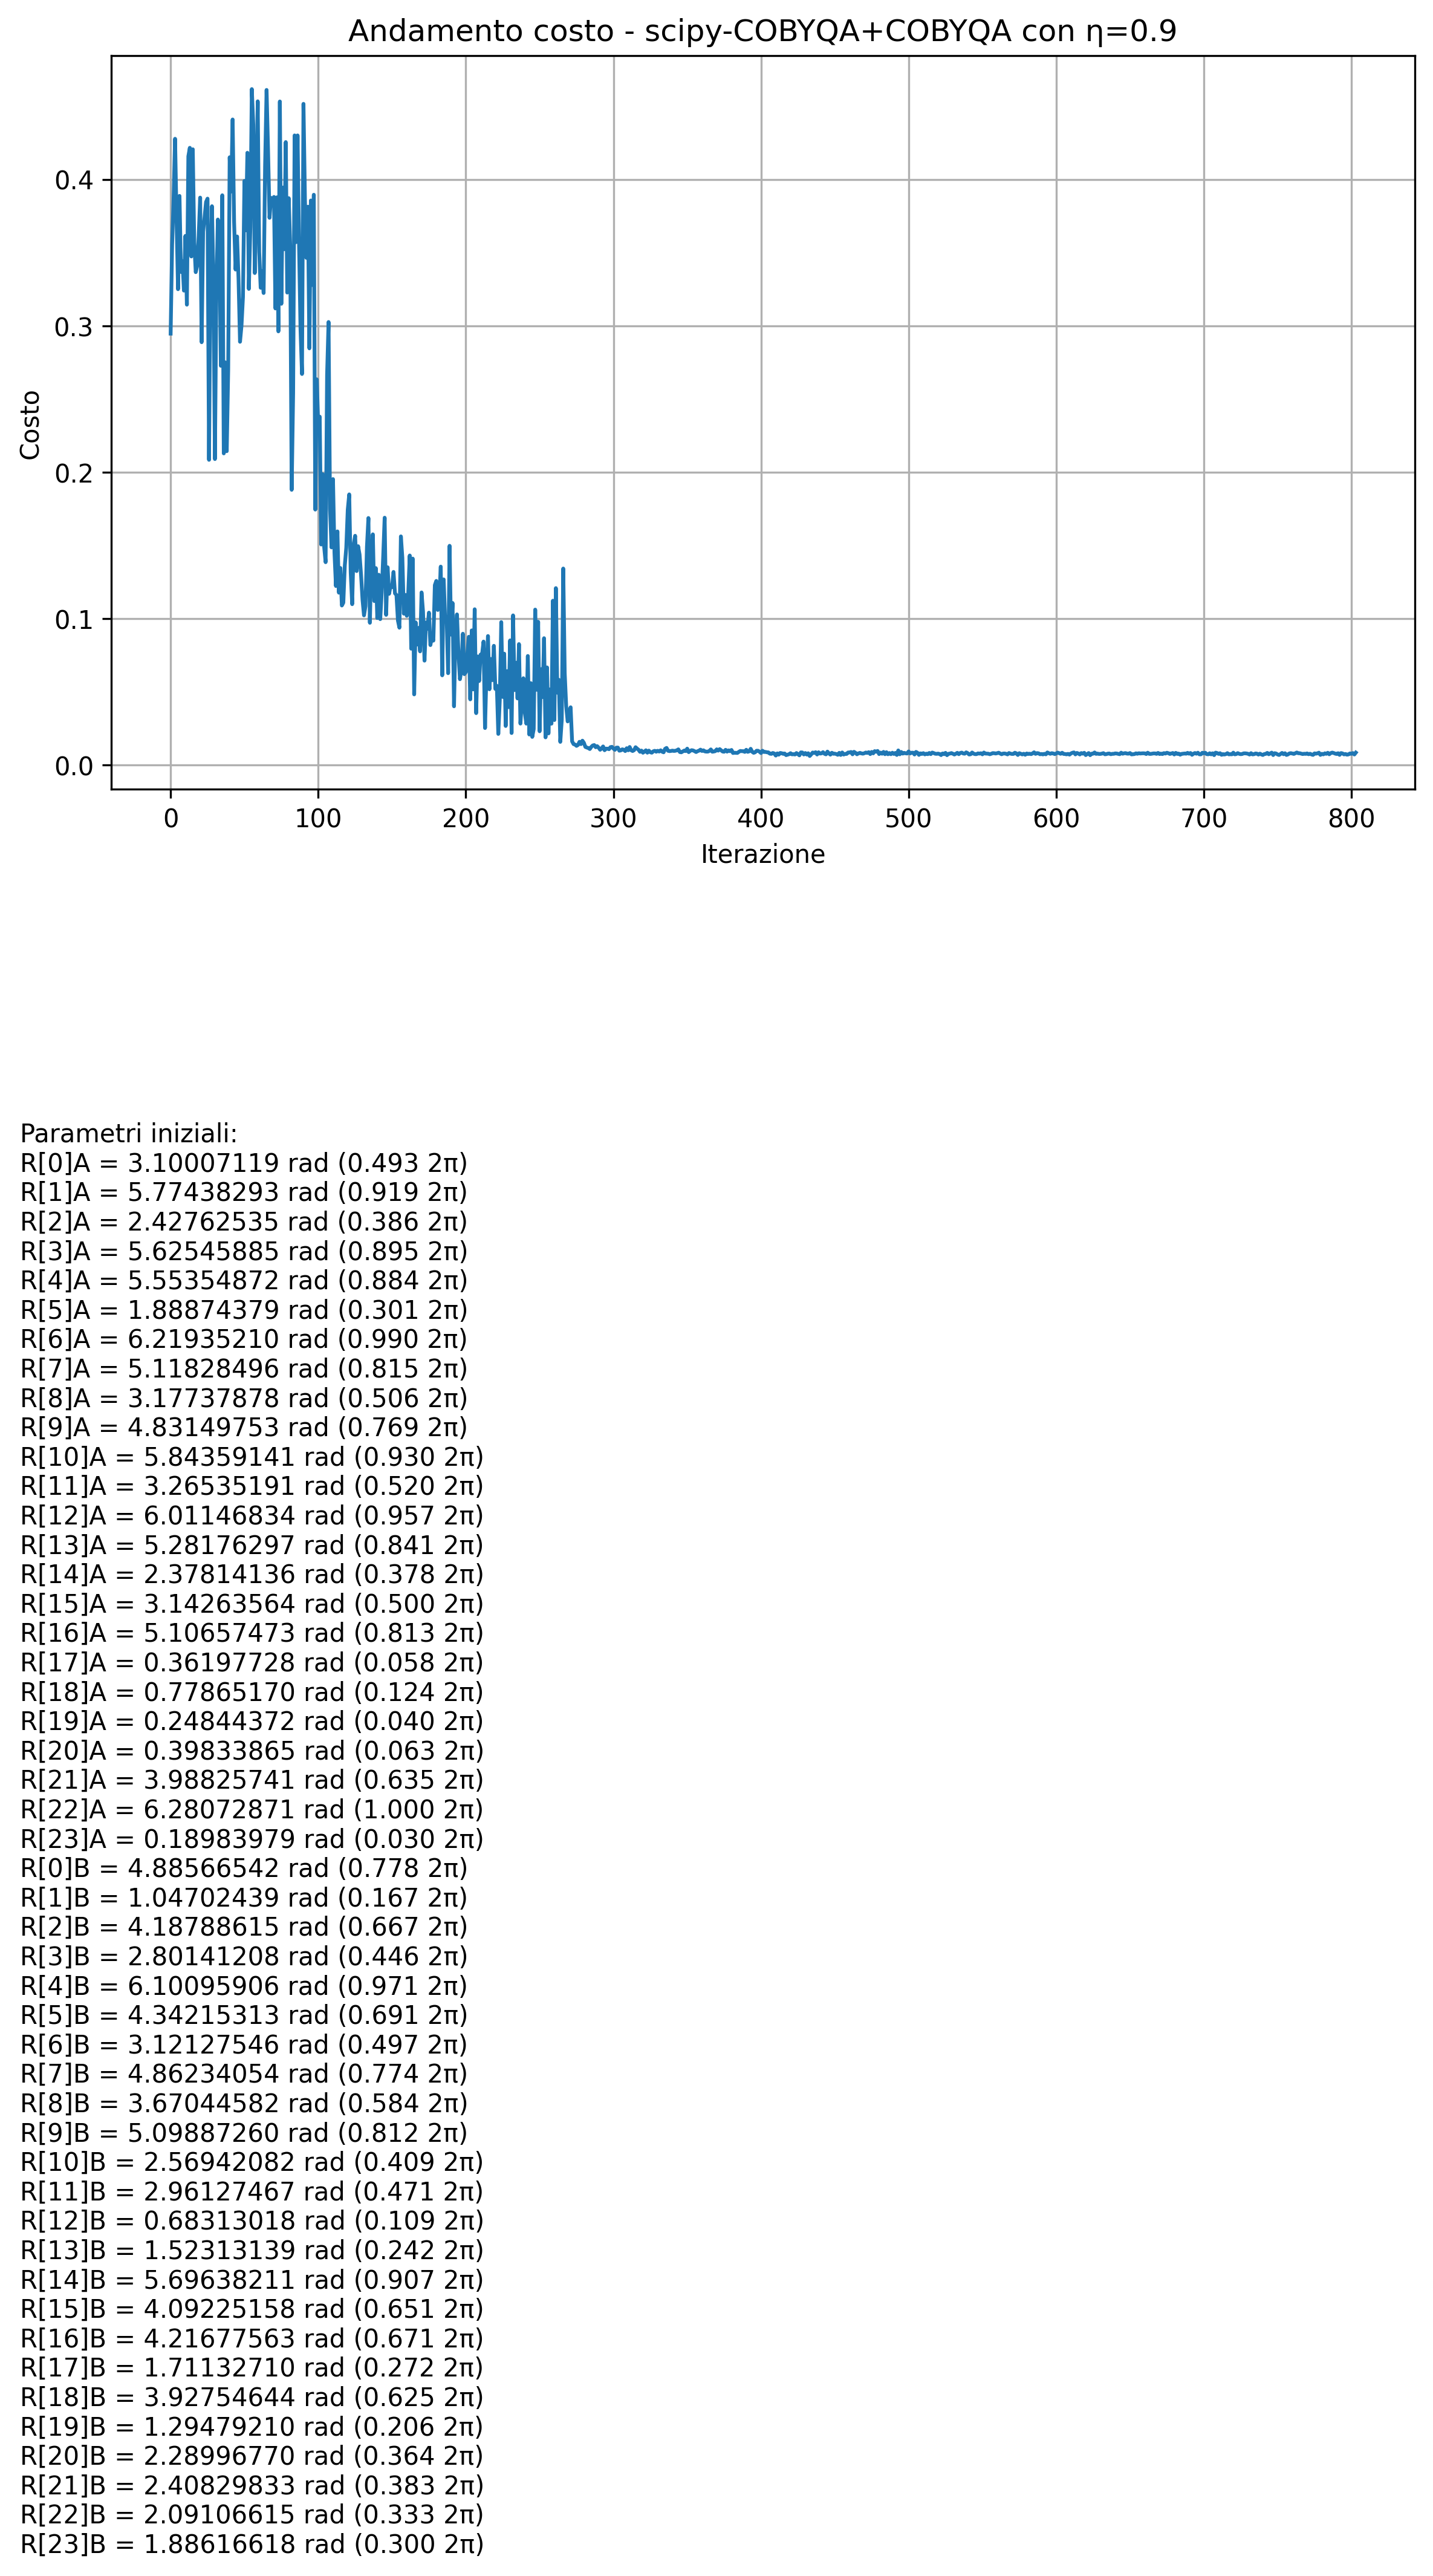 Andamento costo - scipy-COBYQA+COBYQA con η=0.9
0.4
0.3
0.2
0.1
0.0
Costo
0 100 200 300 400 500 600 700 800
Iterazione
Parametri iniziali:
R[0]A = 3.10007119 rad (0.493 2π)
R[1]A = 5.77438293 rad (0.919 2π)
R[2]A = 2.42762535 rad (0.386 2π)
R[3]A = 5.62545885 rad (0.895 2π)
R[4]A = 5.55354872 rad (0.884 2π)
R[5]A = 1.88874379 rad (0.301 2π)
R[6]A = 6.21935210 rad (0.990 2π)
R[7]A = 5.11828496 rad (0.815 2π)
R[8]A = 3.17737878 rad (0.506 2π)
R[9]A = 4.83149753 rad (0.769 2π)
R[10]A = 5.84359141 rad (0.930 2π)
R[11]A = 3.26535191 rad (0.520 2π)
R[12]A = 6.01146834 rad (0.957 2π)
R[13]A = 5.28176297 rad (0.841 2π)
R[14]A = 2.37814136 rad (0.378 2π)
R[15]A = 3.14263564 rad (0.500 2π)
R[16]A = 5.10657473 rad (0.813 2π)
R[17]A = 0.36197728 rad (0.058 2π)
R[18]A = 0.77865170 rad (0.124 2π)
R[19]A = 0.24844372 rad (0.040 2π)
R[20]A = 0.39833865 rad (0.063 2π)
R[21]A = 3.98825741 rad (0.635 2π)
R[22]A = 6.28072871 rad (1.000 2π)
R[23]A = 0.18983979 rad (0.030 2π)
R[0]B = 4.88566542 rad (0.778 2π)
R[1]B = 1.04702439 rad (0.167 2π)
R[2]B = 4.18788615 rad (0.667 2π)
R[3]B = 2.80141208 rad (0.446 2π)
R[4]B = 6.10095906 rad (0.971 2π)
R[5]B = 4.34215313 rad (0.691 2π)
R[6]B = 3.12127546 rad (0.497 2π)
R[7]B = 4.86234054 rad (0.774 2π)
R[8]B = 3.67044582 rad (0.584 2π)
R[9]B = 5.09887260 rad (0.812 2π)
R[10]B = 2.56942082 rad (0.409 2π)
R[11]B = 2.96127467 rad (0.471 2π)
R[12]B = 0.68313018 rad (0.109 2π)
R[13]B = 1.52313139 rad (0.242 2π)
R[14]B = 5.69638211 rad (0.907 2π)
R[15]B = 4.09225158 rad (0.651 2π)
R[16]B = 4.21677563 rad (0.671 2π)
R[17]B = 1.71132710 rad (0.272 2π)
R[18]B = 3.92754644 rad (0.625 2π)
R[19]B = 1.29479210 rad (0.206 2π)
R[20]B = 2.28996770 rad (0.364 2π)
R[21]B = 2.40829833 rad (0.383 2π)
R[22]B = 2.09106615 rad (0.333 2π)
R[23]B = 1.88616618 rad (0.300 2π)